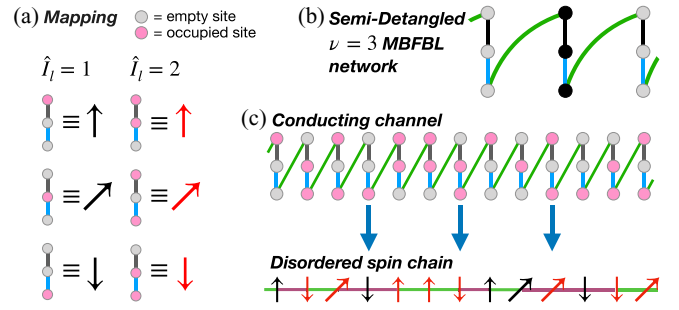 (a) Mapping
= empty site
= occupied site
Î_l = 1
Î_l = 2
≡ ↑
≡ ↑
≡ ↗
≡ ↗
≡ ↓
≡ ↓
(b) Semi-Detangled
ν = 3 MBFBL
network
(c) Conducting channel
Disordered spin chain